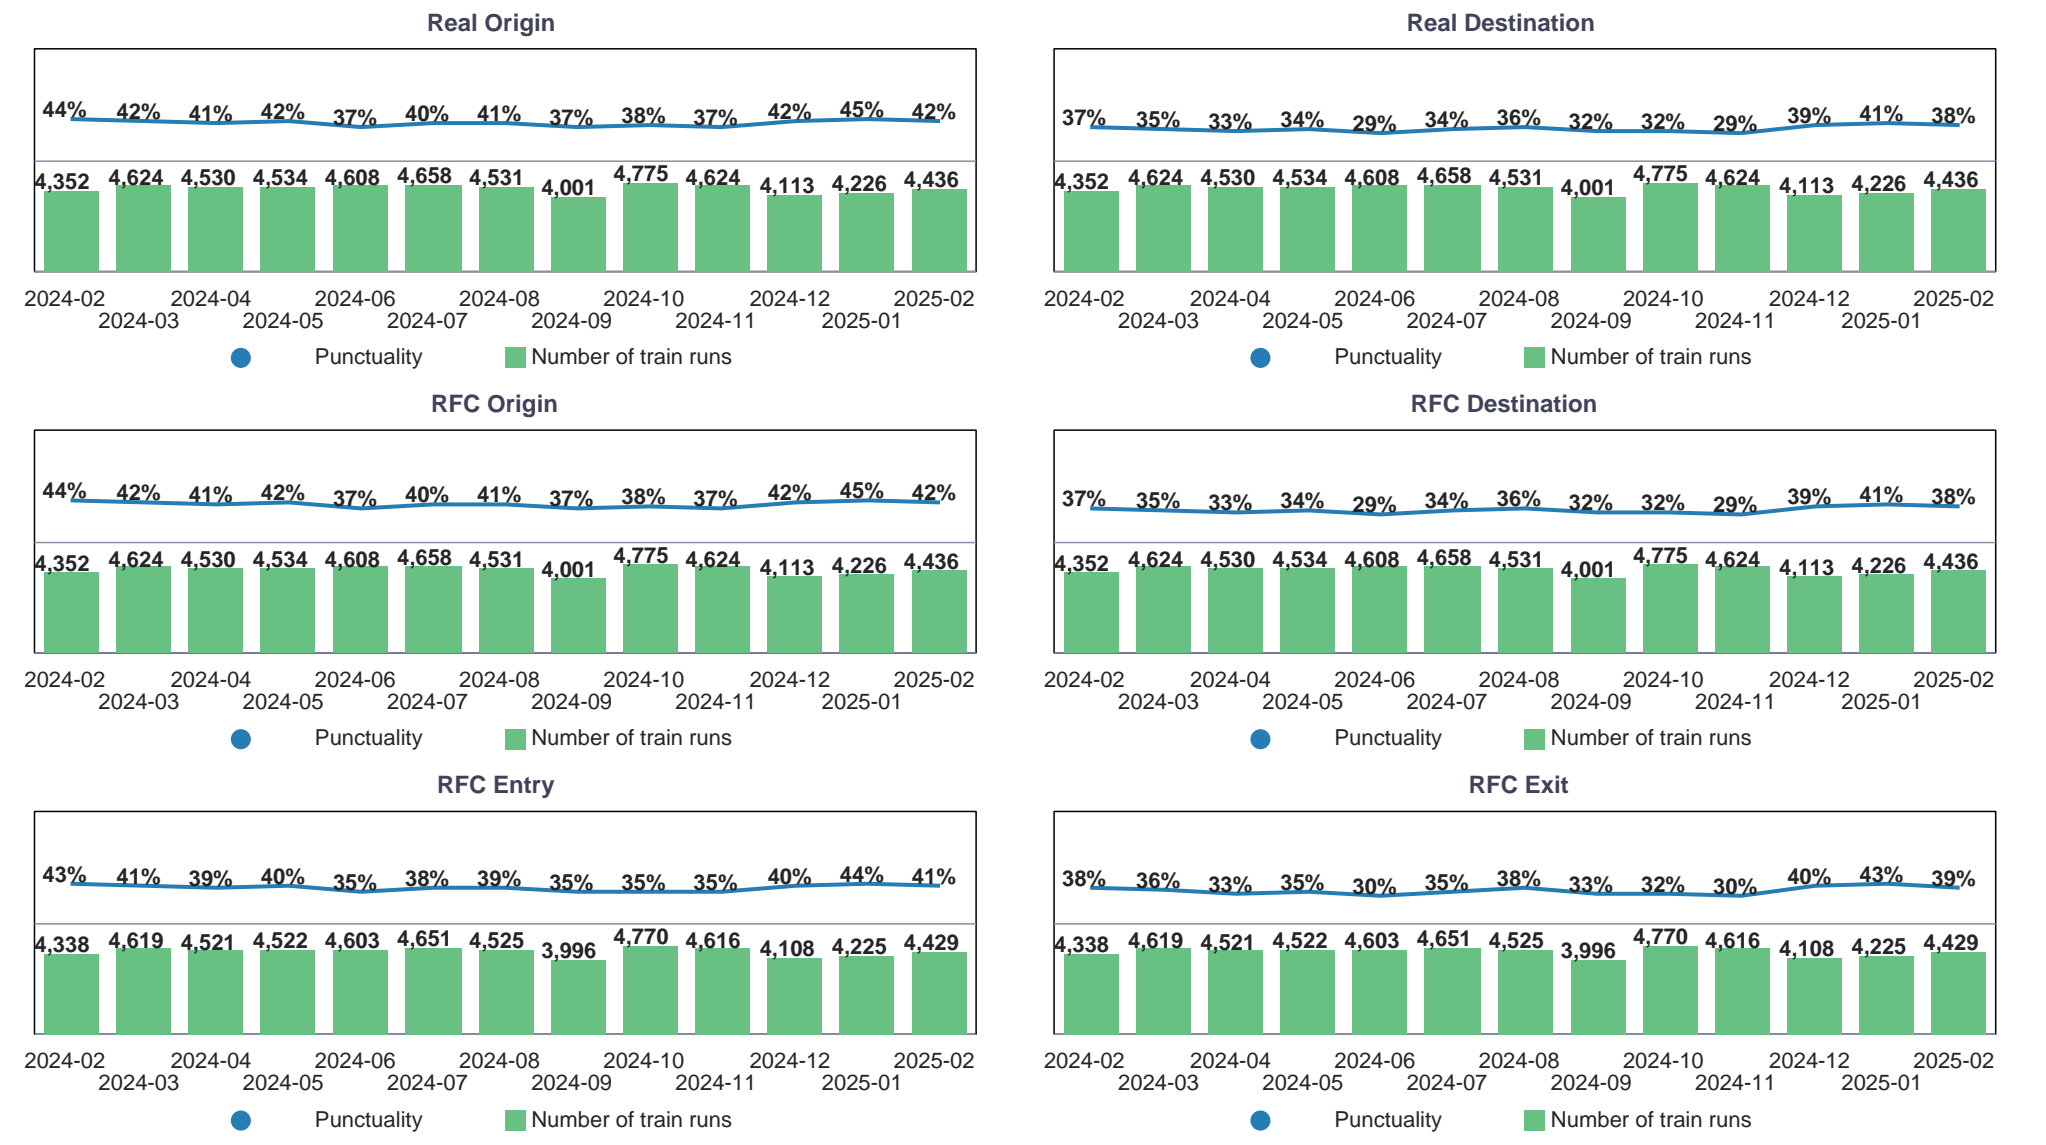 Real Origin
44% 42% 41% 42% 37% 40% 41% 37% 38% 37% 42% 45% 42%
4,352 4,624 4,530 4,534 4,608 4,658 4,531 4,001 4,775 4,624 4,113 4,226 4,436
2024-02 2024-04 2024-06 2024-08 2024-10 2024-12 2025-02
2024-03 2024-05 2024-07 2024-09 2024-11 2025-01
Punctuality Number of train runs
Real Destination
37% 35% 33% 34% 29% 34% 36% 32% 32% 29% 39% 41% 38%
4,352 4,624 4,530 4,534 4,608 4,658 4,531 4,001 4,775 4,624 4,113 4,226 4,436
2024-02 2024-04 2024-06 2024-08 2024-10 2024-12 2025-02
2024-03 2024-05 2024-07 2024-09 2024-11 2025-01
Punctuality Number of train runs
RFC Origin
44% 42% 41% 42% 37% 40% 41% 37% 38% 37% 42% 45% 42%
4,352 4,624 4,530 4,534 4,608 4,658 4,531 4,001 4,775 4,624 4,113 4,226 4,436
2024-02 2024-04 2024-06 2024-08 2024-10 2024-12 2025-02
2024-03 2024-05 2024-07 2024-09 2024-11 2025-01
Punctuality Number of train runs
RFC Destination
37% 35% 33% 34% 29% 34% 36% 32% 32% 29% 39% 41% 38%
4,352 4,624 4,530 4,534 4,608 4,658 4,531 4,001 4,775 4,624 4,113 4,226 4,436
2024-02 2024-04 2024-06 2024-08 2024-10 2024-12 2025-02
2024-03 2024-05 2024-07 2024-09 2024-11 2025-01
Punctuality Number of train runs
RFC Entry
43% 41% 39% 40% 35% 38% 39% 35% 35% 35% 40% 44% 41%
4,338 4,619 4,521 4,522 4,603 4,651 4,525 3,996 4,770 4,616 4,108 4,225 4,429
2024-02 2024-04 2024-06 2024-08 2024-10 2024-12 2025-02
2024-03 2024-05 2024-07 2024-09 2024-11 2025-01
Punctuality Number of train runs
RFC Exit
38% 36% 33% 35% 30% 35% 38% 33% 32% 30% 40% 43% 39%
4,338 4,619 4,521 4,522 4,603 4,651 4,525 3,996 4,770 4,616 4,108 4,225 4,429
2024-02 2024-04 2024-06 2024-08 2024-10 2024-12 2025-02
2024-03 2024-05 2024-07 2024-09 2024-11 2025-01
Punctuality Number of train runs